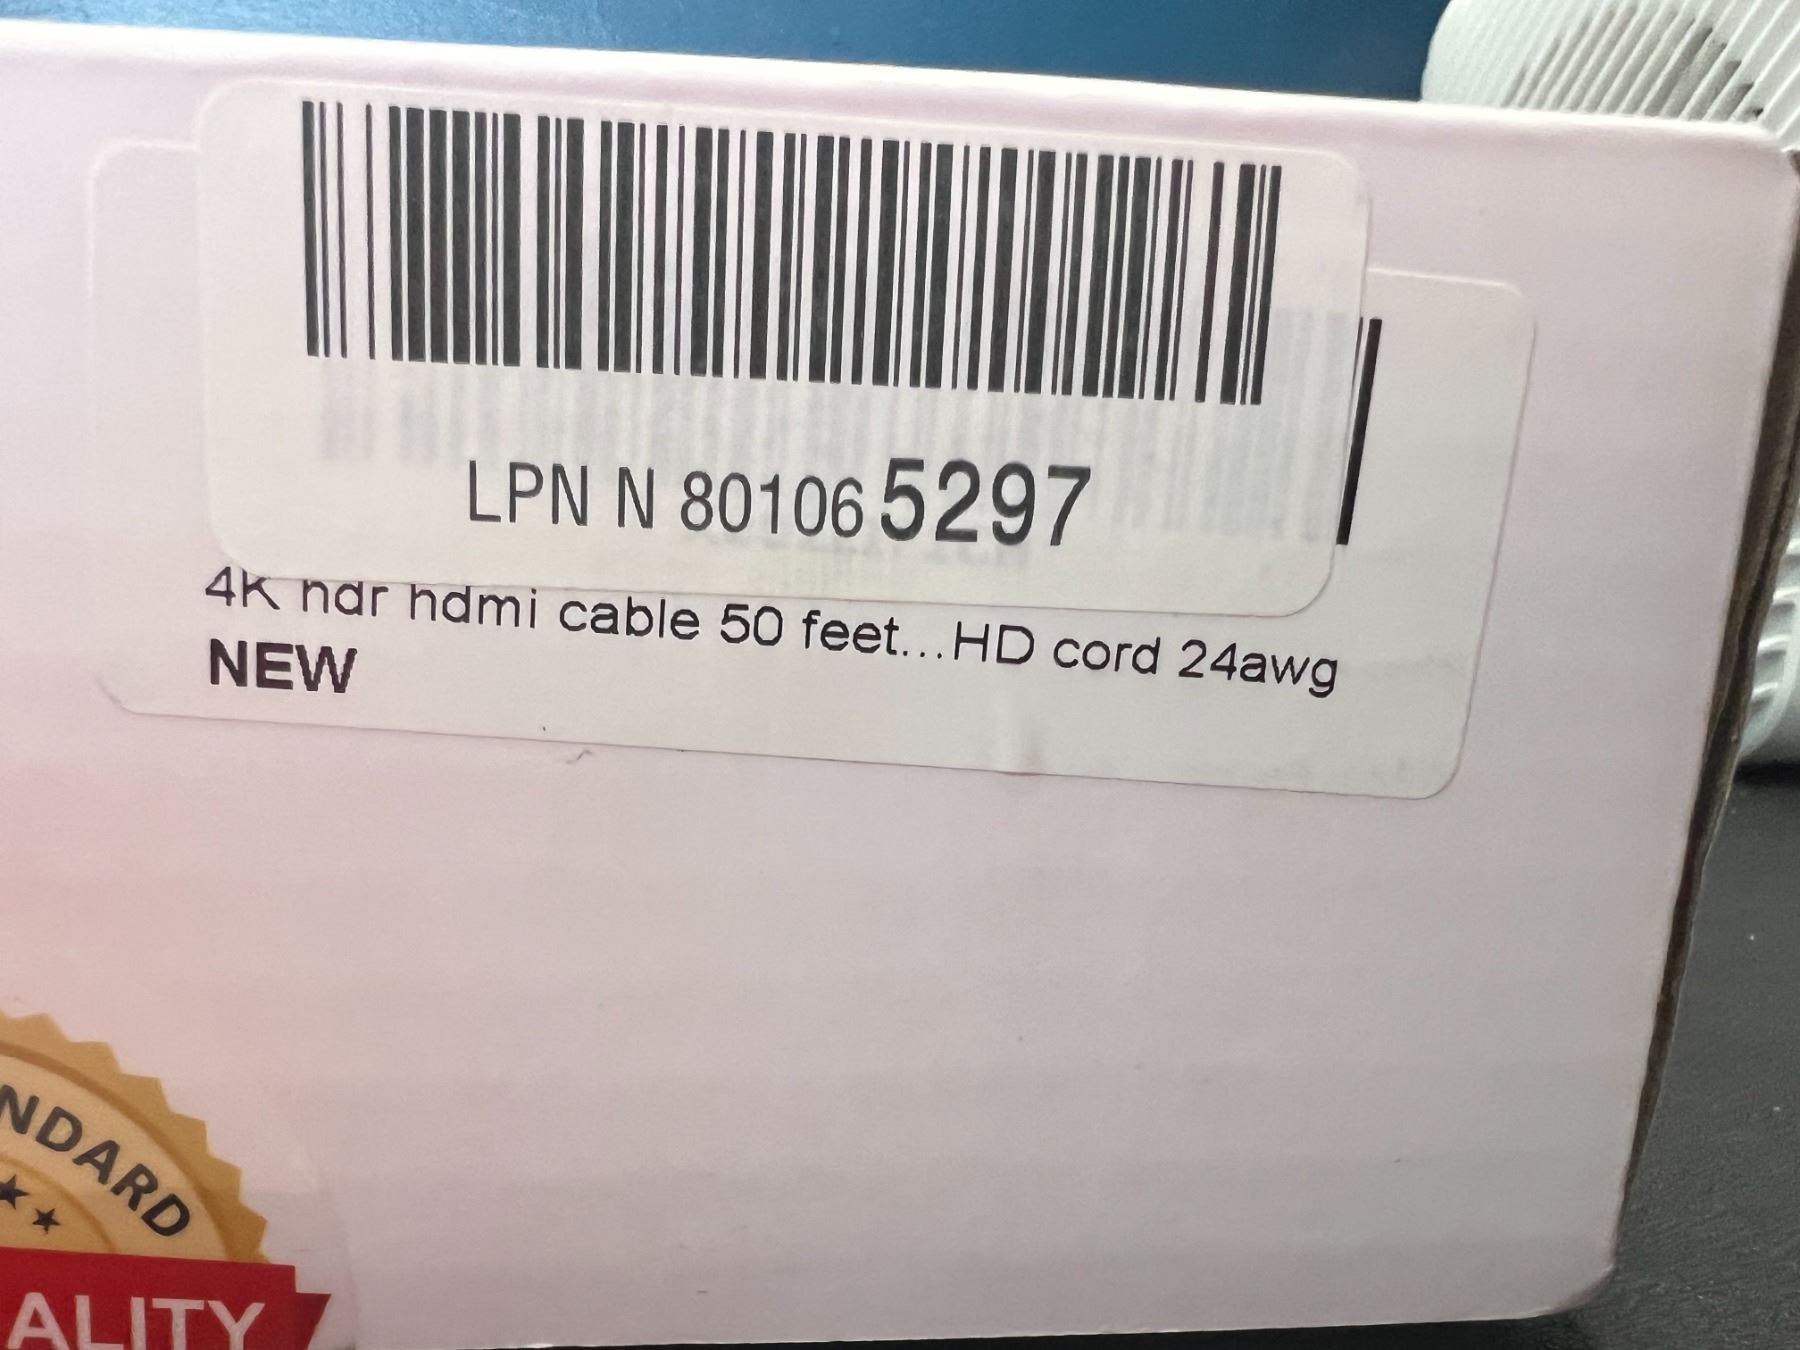 LPN N 801065297
4K hdr hdmi cable 50 feet...HD cord 24awg
NEW
NDARD
ALITY